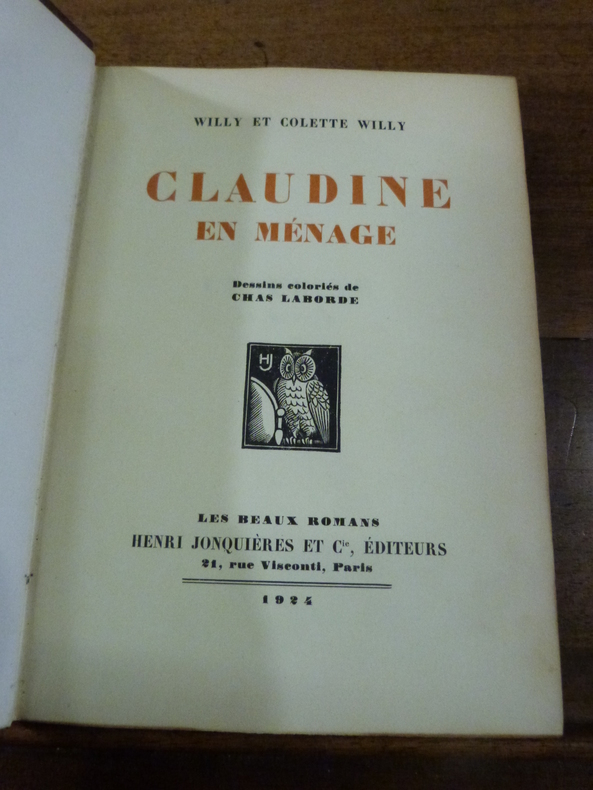 WILLY ET COLETTE WILLY
CLAUDINE
EN MÉNAGE
Dessins coloriés de
CHAS LABORDE
HJ
LES BEAUX ROMANS
HENRI JONQUIÈRES ET Cie, ÉDITEURS
21, rue Visconti, Paris
1924